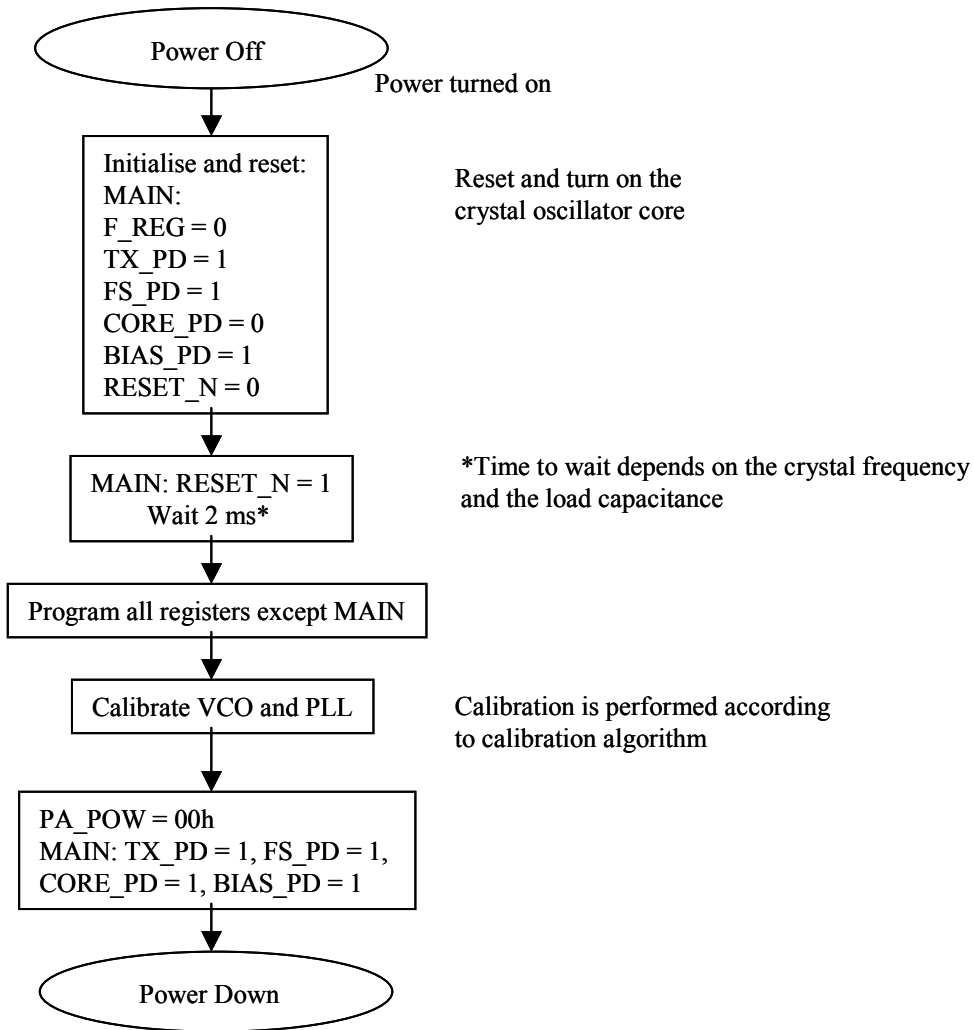 Power Off
Power turned on
Initialise and reset:
MAIN:
F_REG = 0
TX_PD = 1
FS_PD = 1
CORE_PD = 0
BIAS_PD = 1
RESET_N = 0
Reset and turn on the
crystal oscillator core
MAIN: RESET_N = 1
Wait 2 ms*
*Time to wait depends on the crystal frequency
and the load capacitance
Program all registers except MAIN
Calibrate VCO and PLL
Calibration is performed according
to calibration algorithm
PA_POW = 00h
MAIN: TX_PD = 1, FS_PD = 1,
CORE_PD = 1, BIAS_PD = 1
Power Down